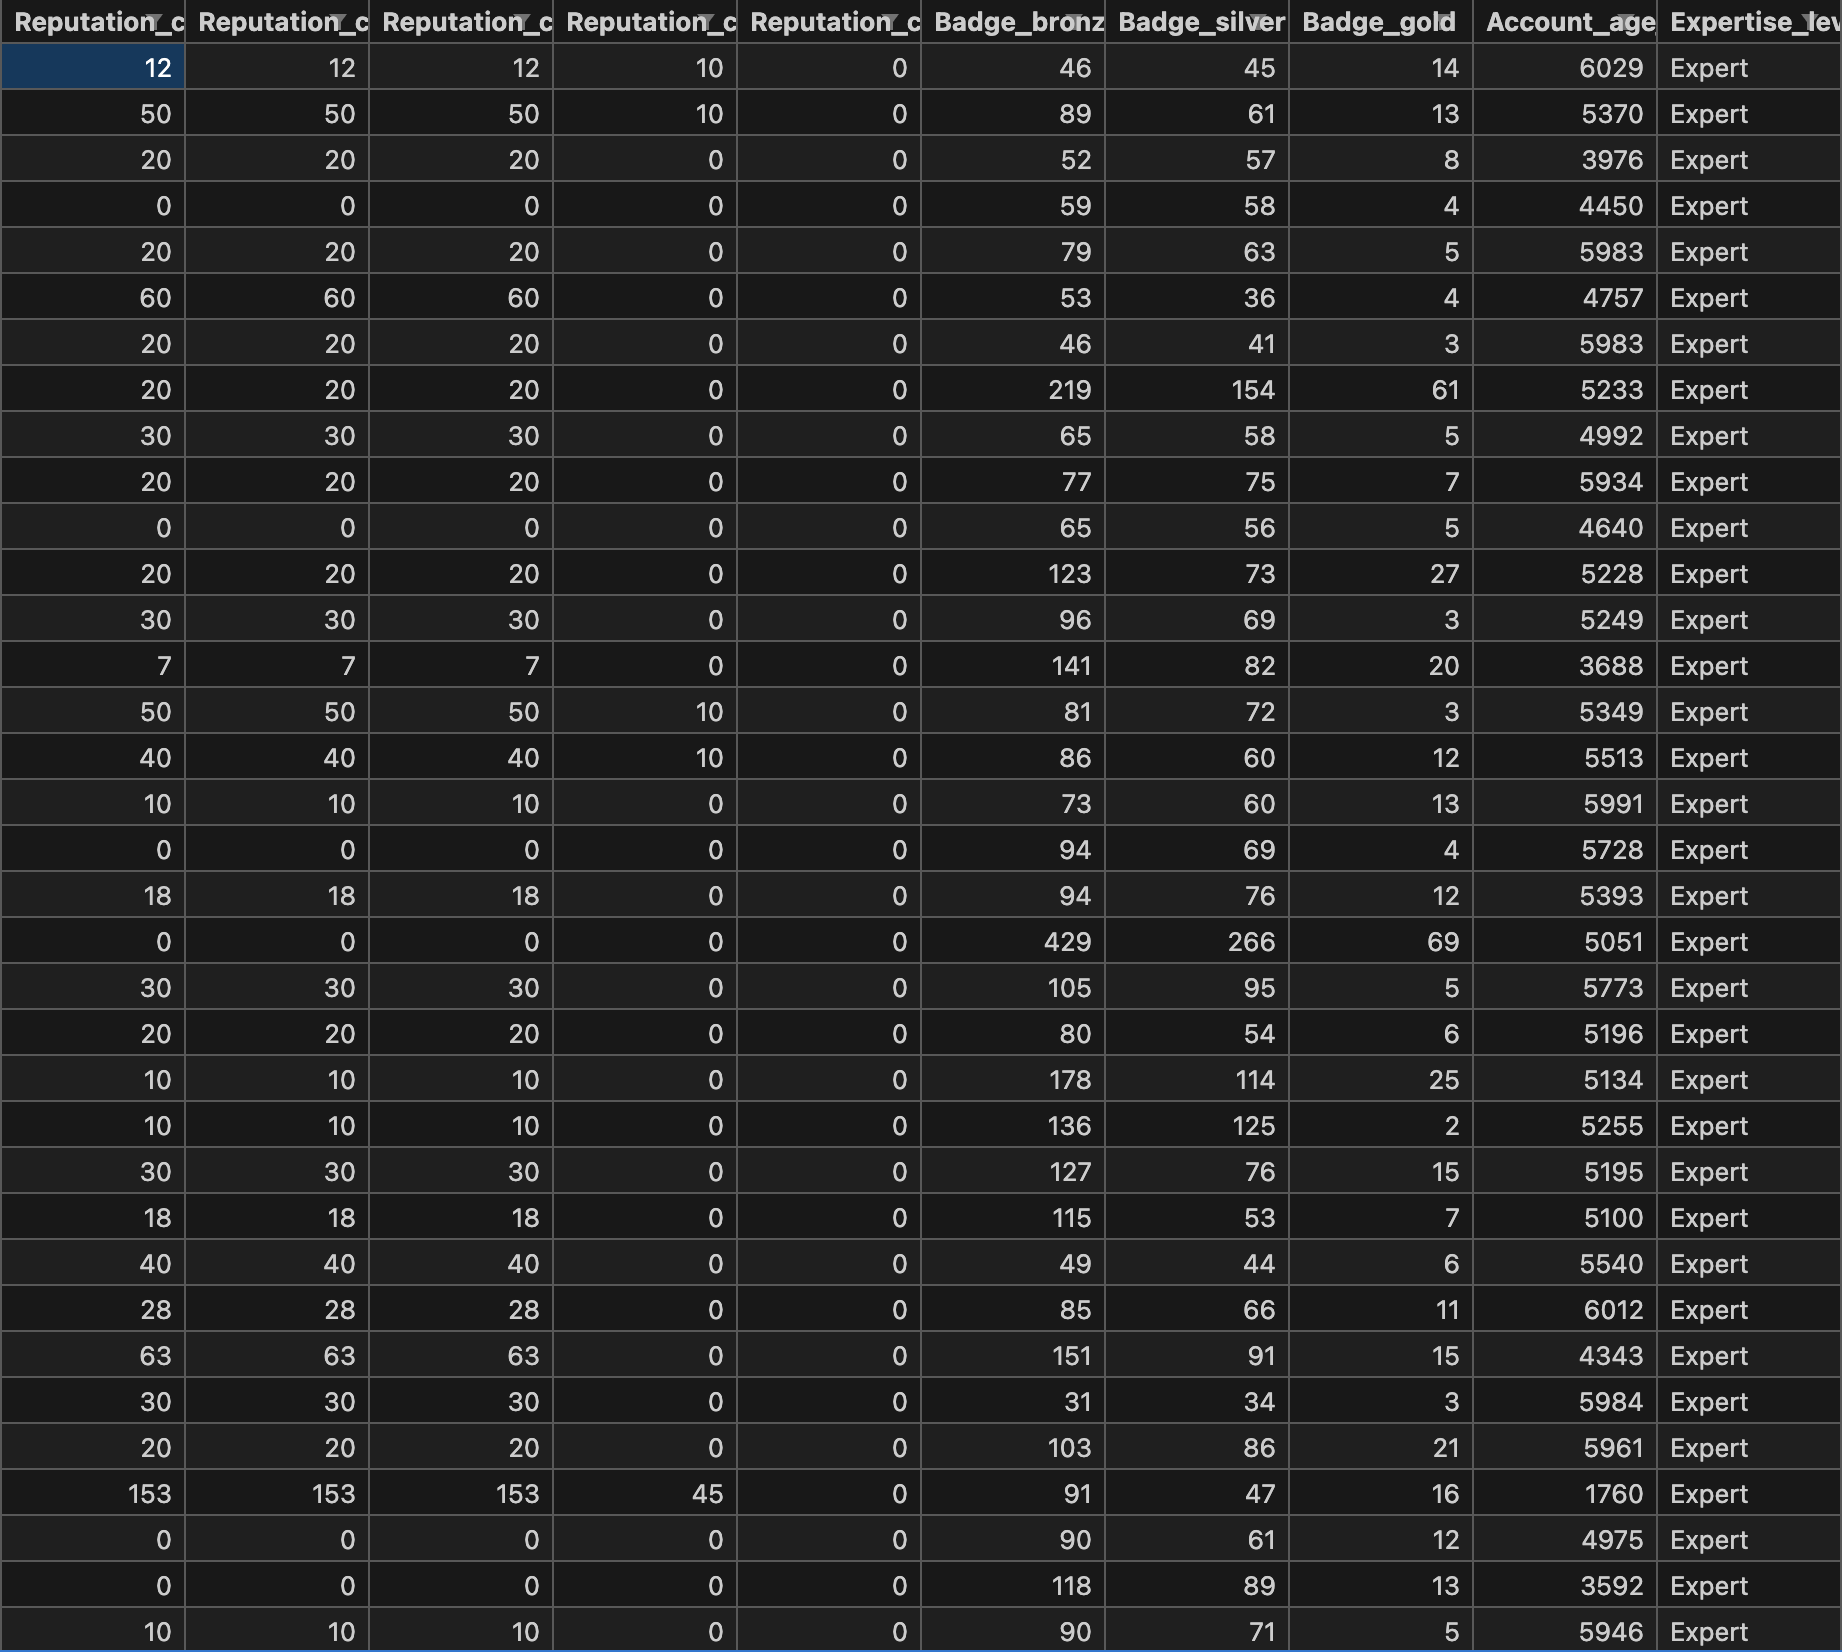 Reputation_c Reputation_c Reputation_c Reputation_c Reputation_c Badge_bronz Badge_silver Badge_gold Account_age_ Expertise_lev
12 12 12 10 0 46 45 14 6029 Expert
50 50 50 10 0 89 61 13 5370 Expert
20 20 20 0 0 52 57 8 3976 Expert
0 0 0 0 0 59 58 4 4450 Expert
20 20 20 0 0 79 63 5 5983 Expert
60 60 60 0 0 53 36 4 4757 Expert
20 20 20 0 0 46 41 3 5983 Expert
20 20 20 0 0 219 154 61 5233 Expert
30 30 30 0 0 65 58 5 4992 Expert
20 20 20 0 0 77 75 7 5934 Expert
0 0 0 0 0 65 56 5 4640 Expert
20 20 20 0 0 123 73 27 5228 Expert
30 30 30 0 0 96 69 3 5249 Expert
7 7 7 0 0 141 82 20 3688 Expert
50 50 50 10 0 81 72 3 5349 Expert
40 40 40 10 0 86 60 12 5513 Expert
10 10 10 0 0 73 60 13 5991 Expert
0 0 0 0 0 94 69 4 5728 Expert
18 18 18 0 0 94 76 12 5393 Expert
0 0 0 0 0 429 266 69 5051 Expert
30 30 30 0 0 105 95 5 5773 Expert
20 20 20 0 0 80 54 6 5196 Expert
10 10 10 0 0 178 114 25 5134 Expert
10 10 10 0 0 136 125 2 5255 Expert
30 30 30 0 0 127 76 15 5195 Expert
18 18 18 0 0 115 53 7 5100 Expert
40 40 40 0 0 49 44 6 5540 Expert
28 28 28 0 0 85 66 11 6012 Expert
63 63 63 0 0 151 91 15 4343 Expert
30 30 30 0 0 31 34 3 5984 Expert
20 20 20 0 0 103 86 21 5961 Expert
153 153 153 45 0 91 47 16 1760 Expert
0 0 0 0 0 90 61 12 4975 Expert
0 0 0 0 0 118 89 13 3592 Expert
10 10 10 0 0 90 71 5 5946 Expert